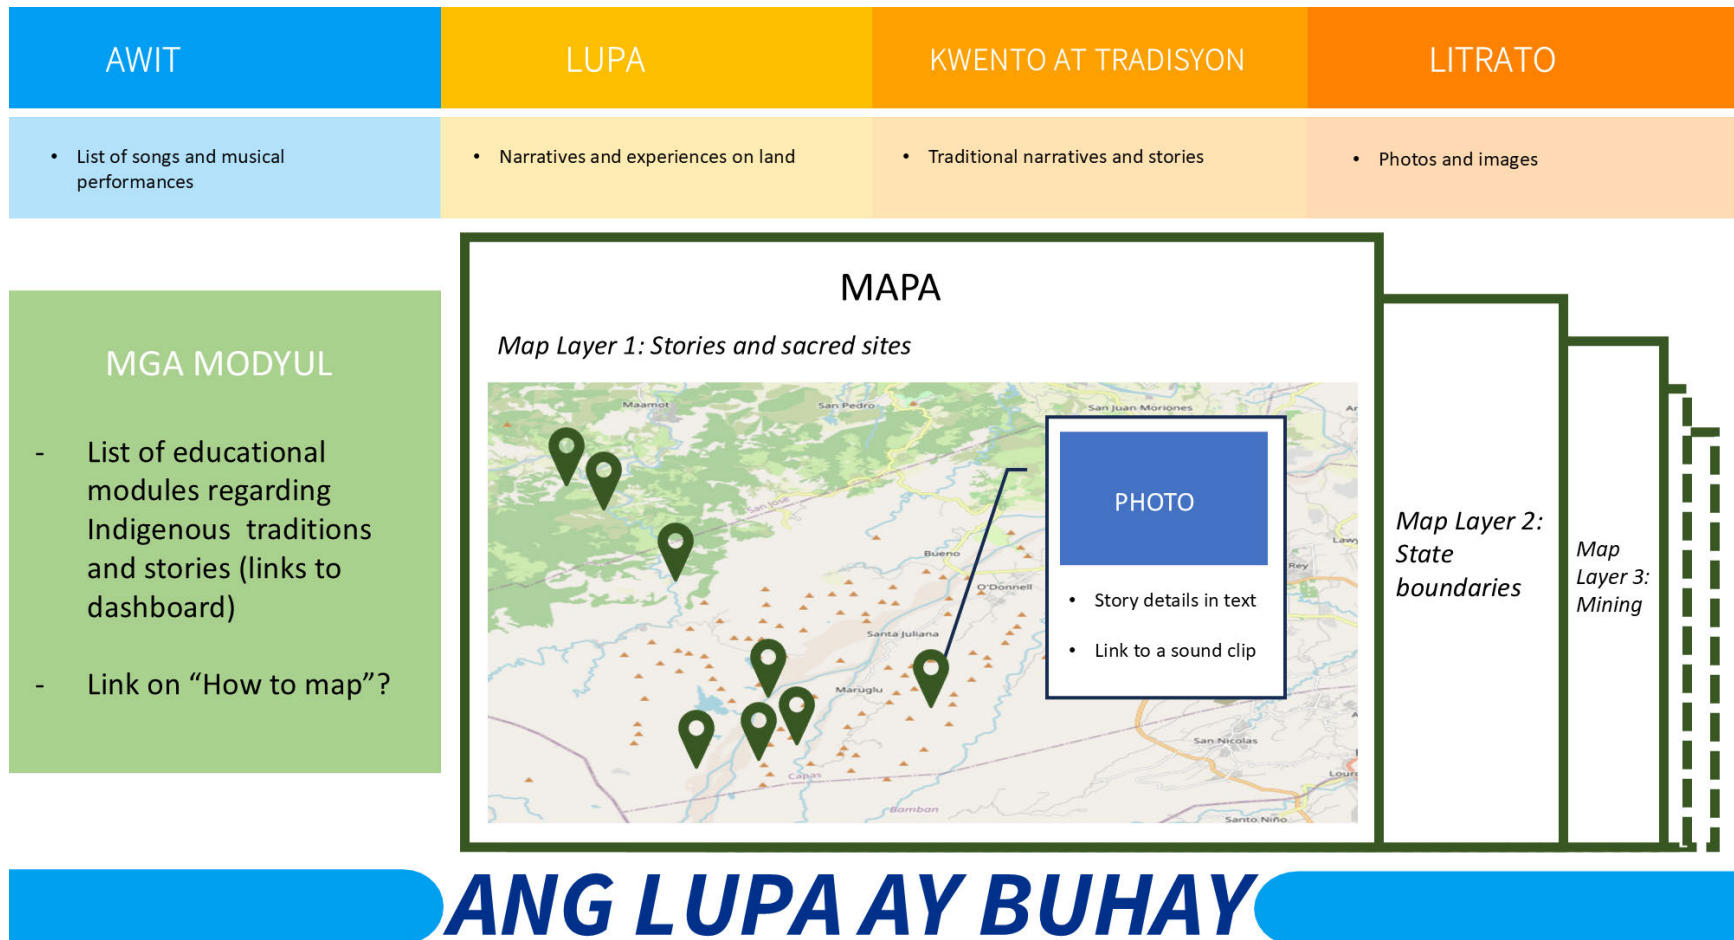 AWIT
LUPA
KWENTO AT TRADISYON
LITRATO
• List of songs and musical
performances
• Narratives and experiences on land
• Traditional narratives and stories
• Photos and images
MGA MODYUL
- List of educational
modules regarding
Indigenous traditions
and stories (links to
dashboard)
- Link on “How to map”?
MAPA
Map Layer 1: Stories and sacred sites
Maamot
San Pedro
San Juan Moriones
San Jose
Bueno
O'Donnell
Santa Juliana
Maruglu
Capas
Bamban
San Nicolas
Santo Niño
Rey
PHOTO
• Story details in text
• Link to a sound clip
Map Layer 2:
State
boundaries
Map
Layer 3:
Mining
ANG LUPA AY BUHAY